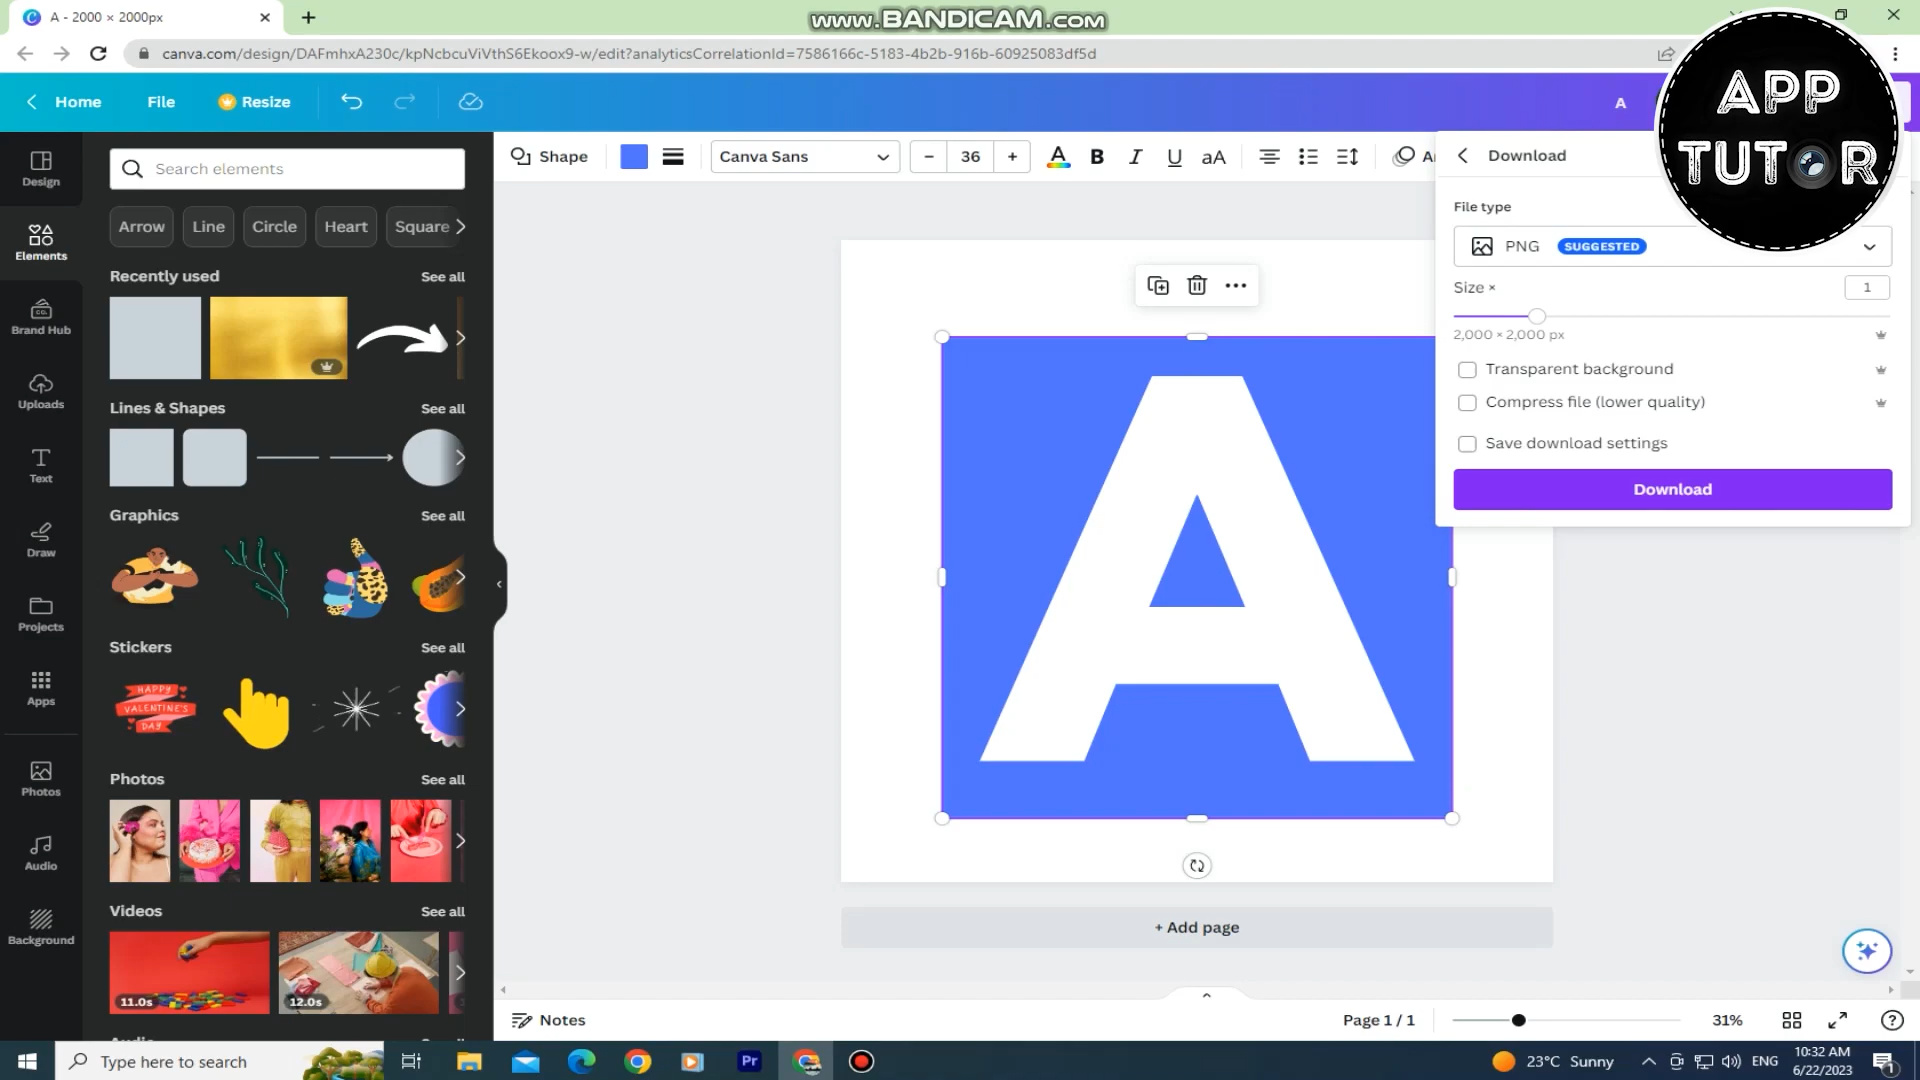 A - 2000 × 2000px
www.BANDICAM.com
canva.com/design/DAFmhxA230c/kpNcbcuViVthS6Ekoox9-w/edit?analyticsCorrelationId=7586166c-5183-4b2b-916b-60925083df5d
Home
File
Resize
A
APP
TUTOR
Design
Elements
Brand Hub
Uploads
Text
Draw
Projects
Apps
Photos
Audio
Background
Search elements
Arrow
Line
Circle
Heart
Square
Recently used
See all
Lines & Shapes
See all
Graphics
See all
Stickers
See all
HAPPY
VALENTINE'S
DAY
Photos
See all
Videos
See all
11.0s
12.0s
Shape
Canva Sans
36
A
B
I
U
aA
Download
File type
PNG
SUGGESTED
Size ×
1
2,000 × 2,000 px
Transparent background
Compress file (lower quality)
Save download settings
Download
A
+ Add page
Notes
Page 1 / 1
31%
Type here to search
Pr
23°C Sunny
ENG
10:32 AM
6/22/2023
1